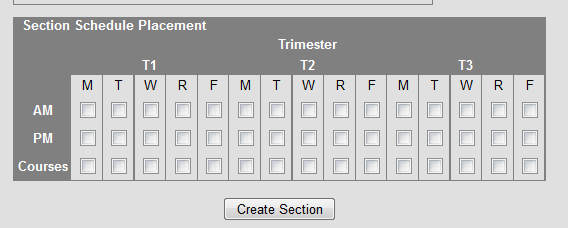 Section Schedule Placement
Trimester
T1 T2 T3
M T W R F M T W R F M T W R F
AM
PM
Courses
Create Section